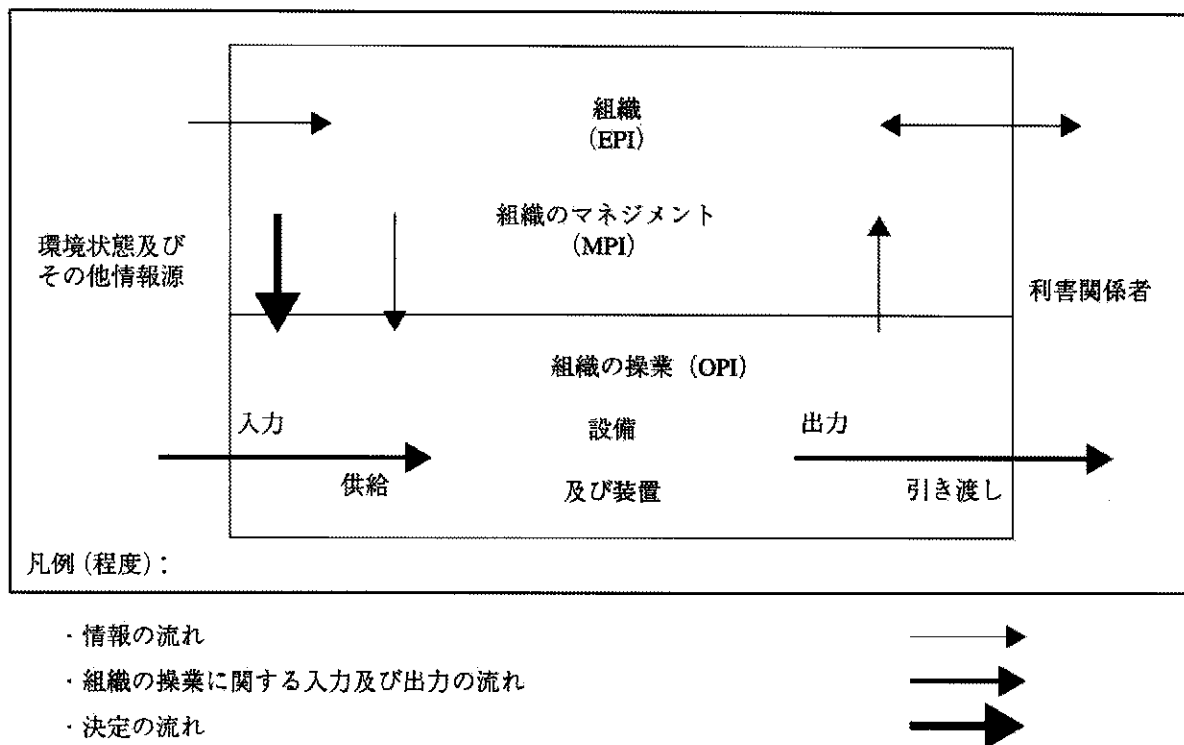 組織
(EPI)
組織のマネジメント
(MPI)
環境状態及び
その他情報源
利害関係者
組織の操業 (OPI)
入力
設備
出力
供給
及び装置
引き渡し
凡例 (程度) :
・情報の流れ
・組織の操業に関する入力及び出力の流れ
・決定の流れ